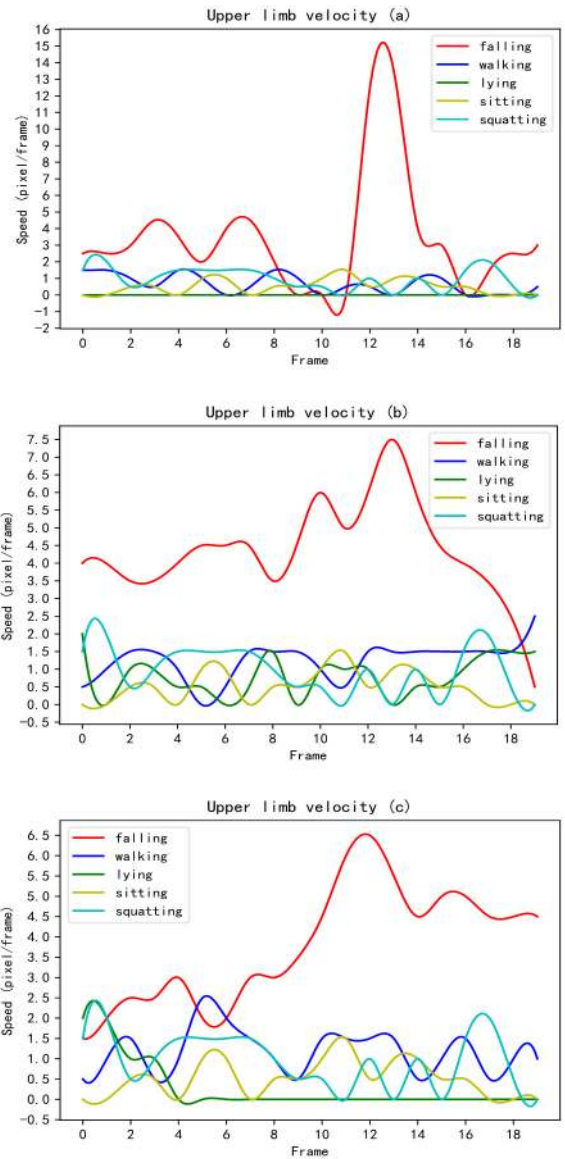 Upper limb velocity (a)
16
15
14
13
12
11
10
9
8
7
6
5
4
3
2
1
0
-1
-2
Speed (pixel/frame)
falling
walking
lying
sitting
squatting
0 2 4 6 8 10 12 14 16 18
Frame
Upper limb velocity (b)
7.5
7.0
6.5
6.0
5.5
5.0
4.5
4.0
3.5
3.0
2.5
2.0
1.5
1.0
0.5
0.0
-0.5
Speed (pixel/frame)
falling
walking
lying
sitting
squatting
0 2 4 6 8 10 12 14 16 18
Frame
Upper limb velocity (c)
6.5
6.0
5.5
5.0
4.5
4.0
3.5
3.0
2.5
2.0
1.5
1.0
0.5
0.0
-0.5
Speed (pixel/frame)
falling
walking
lying
sitting
squatting
0 2 4 6 8 10 12 14 16 18
Frame